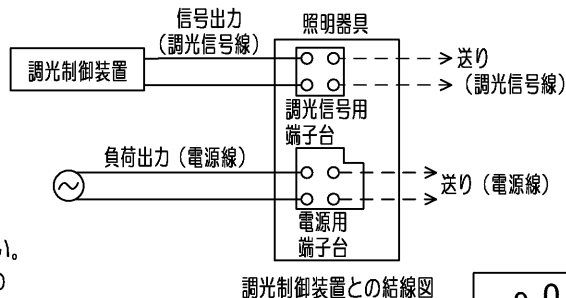 信号出力
(調光信号線)
照明器具
調光制御装置
送り
(調光信号線)
調光信号用
端子台
負荷出力(電源線)
送り(電源線)
電源用
端子台
い。
の
調光制御装置との結線図